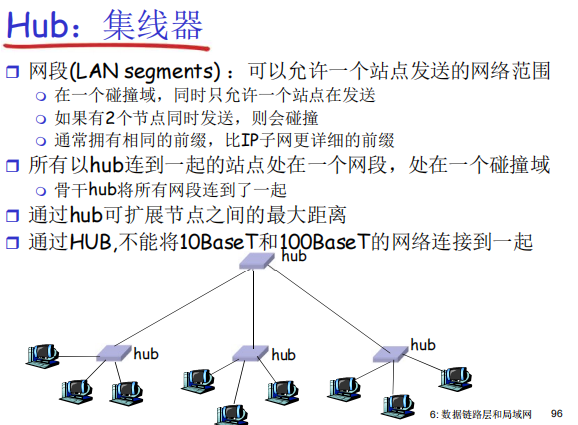 Hub：集线器
网段(LAN segments)：可以允许一个站点发送的网络范围
在一个碰撞域，同时只允许一个站点在发送
如果有2个节点同时发送，则会碰撞
通常拥有相同的前缀，比IP子网更详细的前缀
所有以hub连到一起的站点处在一个网段，处在一个碰撞域
骨干hub将所有网段连到了一起
通过hub可扩展节点之间的最大距离
通过HUB,不能将10BaseT和100BaseT的网络连接到一起
hub
hub
hub
hub
6: 数据链路层和局域网 96